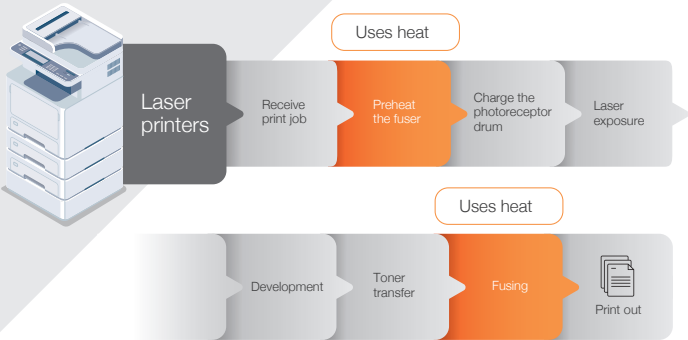 Uses heat
Laser
printers
Receive
print job
Preheat
the fuser
Charge the
photoreceptor
drum
Laser
exposure
Uses heat
Development
Toner
transfer
Fusing
Print out